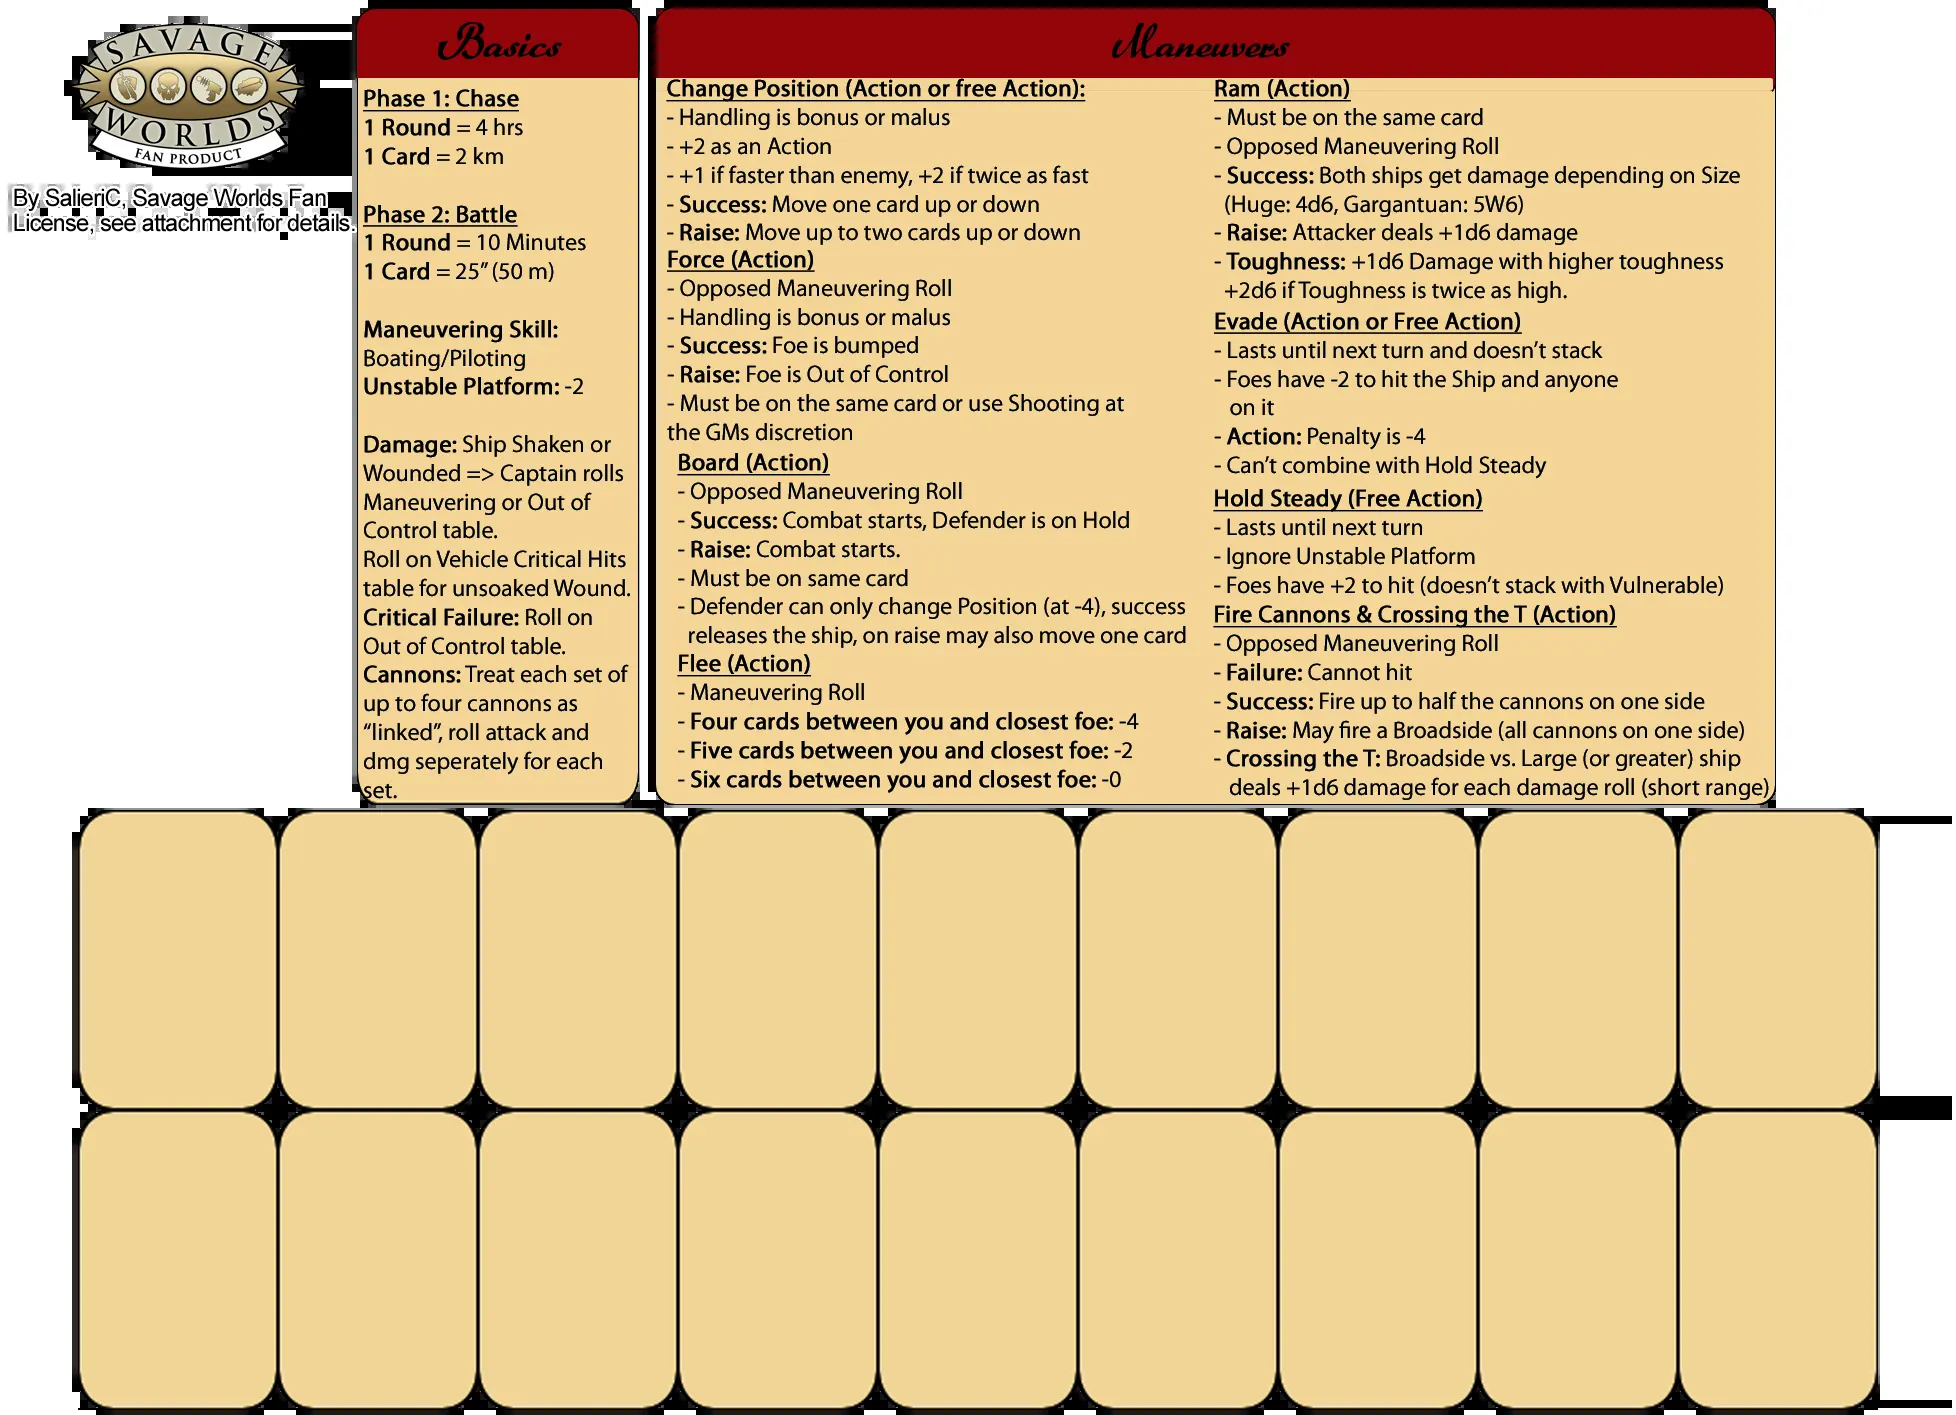 SAVAGE
WORLDS
FAN PRODUCT
By SalieriC, Savage Worlds Fan
License, see attachment for details.
Basics
Phase 1: Chase
1 Round = 4 hrs
1 Card = 2 km
Phase 2: Battle
1 Round = 10 Minutes
1 Card = 25” (50 m)
Maneuvering Skill:
Boating/Piloting
Unstable Platform: -2
Damage: Ship Shaken or
Wounded => Captain rolls
Maneuvering or Out of
Control table.
Roll on Vehicle Critical Hits
table for unsoaked Wound.
Critical Failure: Roll on
Out of Control table.
Cannons: Treat each set of
up to four cannons as
“linked”, roll attack and
dmg seperately for each
set.
Maneuvers
Change Position (Action or free Action):
- Handling is bonus or malus
- +2 as an Action
- +1 if faster than enemy, +2 if twice as fast
- Success: Move one card up or down
- Raise: Move up to two cards up or down
Force (Action)
- Opposed Maneuvering Roll
- Handling is bonus or malus
- Success: Foe is bumped
- Raise: Foe is Out of Control
- Must be on the same card or use Shooting at
the GMs discretion
Board (Action)
- Opposed Maneuvering Roll
- Success: Combat starts, Defender is on Hold
- Raise: Combat starts.
- Must be on same card
- Defender can only change Position (at -4), success
releases the ship, on raise may also move one card
Flee (Action)
- Maneuvering Roll
- Four cards between you and closest foe: -4
- Five cards between you and closest foe: -2
- Six cards between you and closest foe: -0
Ram (Action)
- Must be on the same card
- Opposed Maneuvering Roll
- Success: Both ships get damage depending on Size
(Huge: 4d6, Gargantuan: 5W6)
- Raise: Attacker deals +1d6 damage
- Toughness: +1d6 Damage with higher toughness
+2d6 if Toughness is twice as high.
Evade (Action or Free Action)
- Lasts until next turn and doesn’t stack
- Foes have -2 to hit the Ship and anyone
on it
- Action: Penalty is -4
- Can’t combine with Hold Steady
Hold Steady (Free Action)
- Lasts until next turn
- Ignore Unstable Platform
- Foes have +2 to hit (doesn’t stack with Vulnerable)
Fire Cannons & Crossing the T (Action)
- Opposed Maneuvering Roll
- Failure: Cannot hit
- Success: Fire up to half the cannons on one side
- Raise: May fire a Broadside (all cannons on one side)
- Crossing the T: Broadside vs. Large (or greater) ship
deals +1d6 damage for each damage roll (short range)